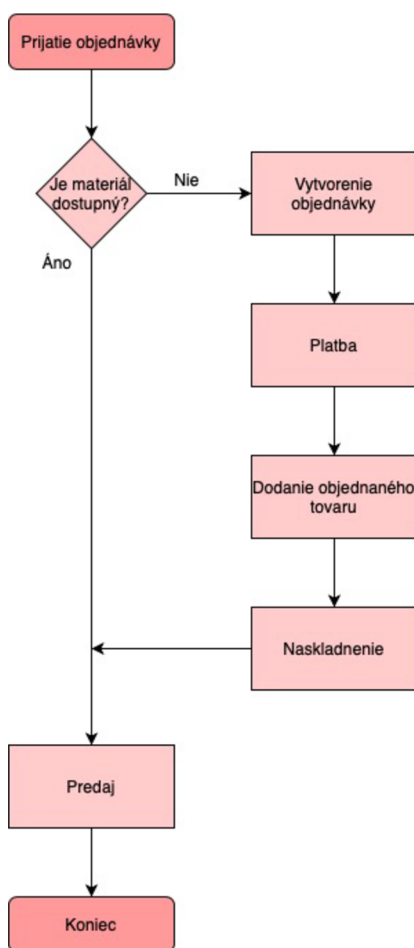 Prijatie objednávky
Je materiál
dostupný?
Nie
Vytvorenie
objednávky
Áno
Platba
Dodanie objednaného
tovaru
Naskladnenie
Predaj
Koniec